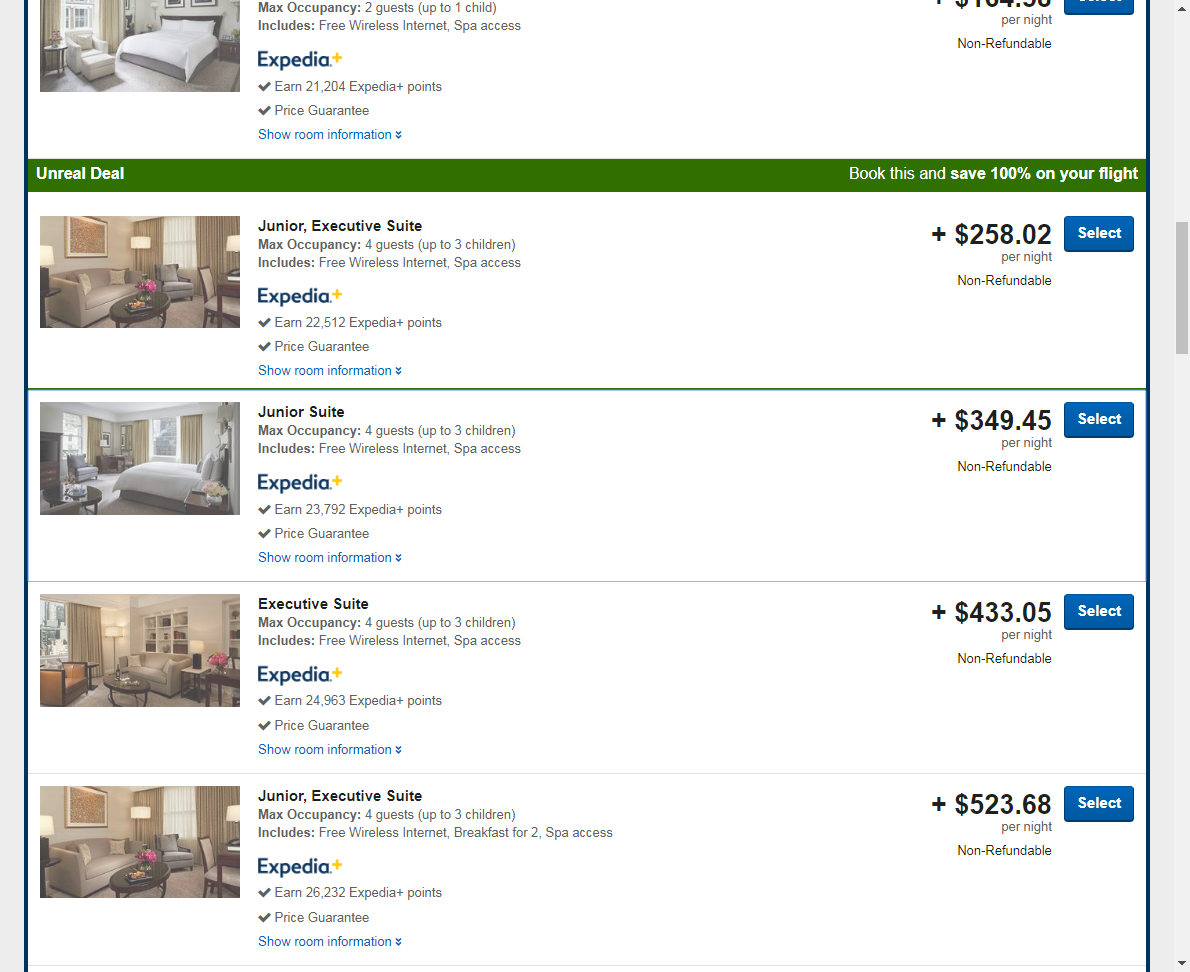 Max Occupancy: 2 guests (up to 1 child)
per night
Includes: Free Wireless Internet, Spa access
Non-Refundable
Expedia+
Earn 21,204 Expedia+ points
Price Guarantee
Show room information
Unreal Deal Book this and save 100% on your flight
Junior, Executive Suite
Max Occupancy: 4 guests (up to 3 children)
Includes: Free Wireless Internet, Spa access
+ $258.02 Select
per night
Non-Refundable
Expedia+
Earn 22,512 Expedia+ points
Price Guarantee
Show room information
Junior Suite
Max Occupancy: 4 guests (up to 3 children)
Includes: Free Wireless Internet, Spa access
+ $349.45 Select
per night
Non-Refundable
Expedia+
Earn 23,792 Expedia+ points
Price Guarantee
Show room information
Executive Suite
Max Occupancy: 4 guests (up to 3 children)
Includes: Free Wireless Internet, Spa access
+ $433.05 Select
per night
Non-Refundable
Expedia+
Earn 24,963 Expedia+ points
Price Guarantee
Show room information
Junior, Executive Suite
Max Occupancy: 4 guests (up to 3 children)
Includes: Free Wireless Internet, Breakfast for 2, Spa access
+ $523.68 Select
per night
Non-Refundable
Expedia+
Earn 26,232 Expedia+ points
Price Guarantee
Show room information